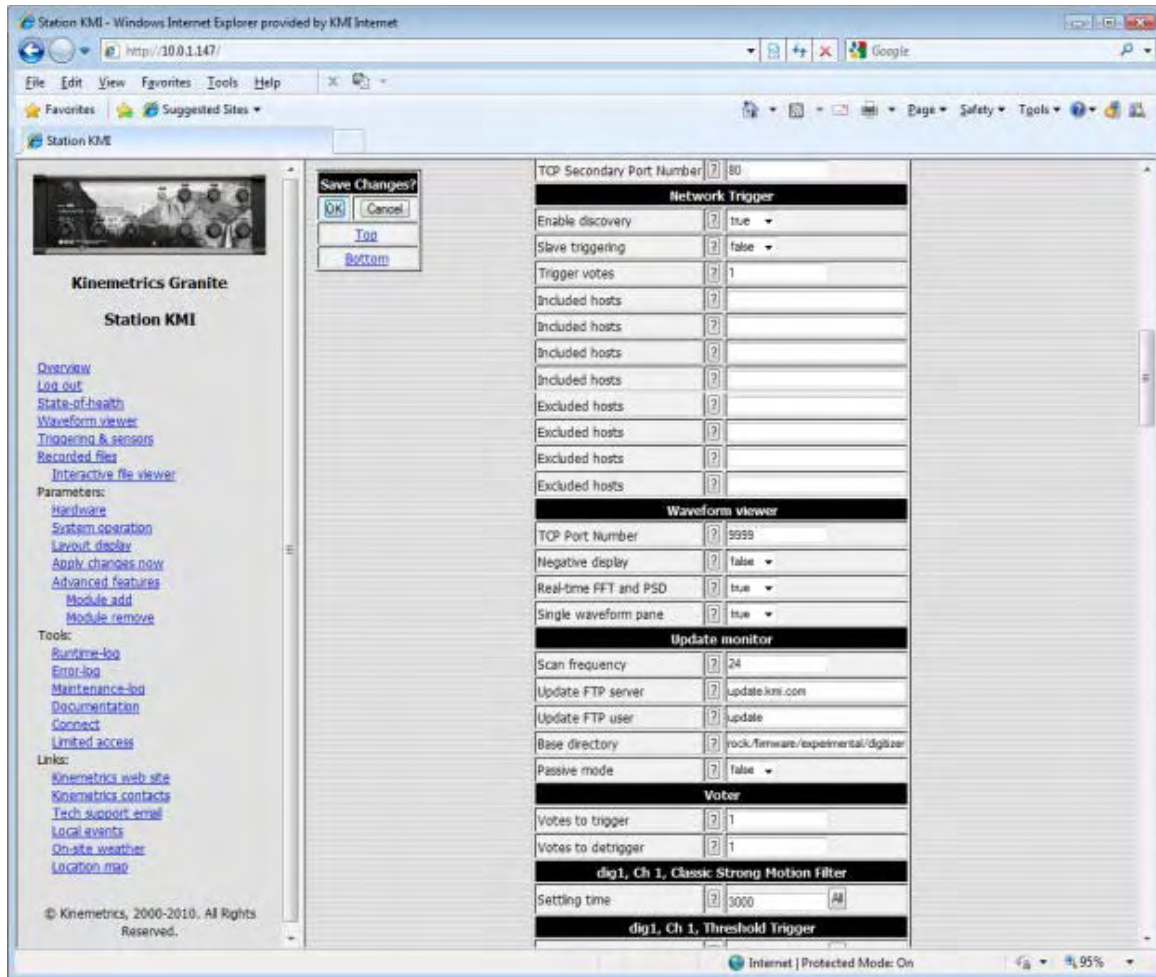 Station KMI - Windows Internet Explorer provided by KMI Internet
http://10.0.1.147/
Google
File Edit View Favorites Tools Help
Favorites Suggested Sites
Page Safety Tools
Station KMI
Kinemetrics Granite
Station KMI
Overview
Log out
State-of-health
Waveform viewer
Triggering & sensors
Recorded files
Interactive file viewer
Parameters:
Hardware
System operation
Layout display
Apply changes now
Advanced features
Module add
Module remove
Tools:
Runtime-log
Error-log
Maintenance-log
Documentation
Connect
Limited access
Links:
Kinemetrics web site
Kinemetrics contacts
Tech support email
Local events
On-site weather
Location map
© Kinemetrics, 2000-2010. All Rights
Reserved.
Save Changes?
OK Cancel
Top
Bottom
TCP Secondary Port Number ? 80
Network Trigger
Enable discovery ? true
Slave triggering ? false
Trigger votes ? 1
Included hosts ?
Included hosts ?
Included hosts ?
Included hosts ?
Excluded hosts ?
Excluded hosts ?
Excluded hosts ?
Excluded hosts ?
Waveform viewer
TCP Port Number ? 9999
Negative display ? false
Real-time FFT and PSD ? true
Single waveform pane ? true
Update monitor
Scan frequency ? 24
Update FTP server ? update.kmi.com
Update FTP user ? update
Base directory ? rock/firmware/experimental/digitizer
Passive mode ? false
Voter
Votes to trigger ? 1
Votes to detrigger ? 1
dig1, Ch 1, Classic Strong Motion Filter
Settling time ? 3000 All
dig1, Ch 1, Threshold Trigger
Internet | Protected Mode: On
95%